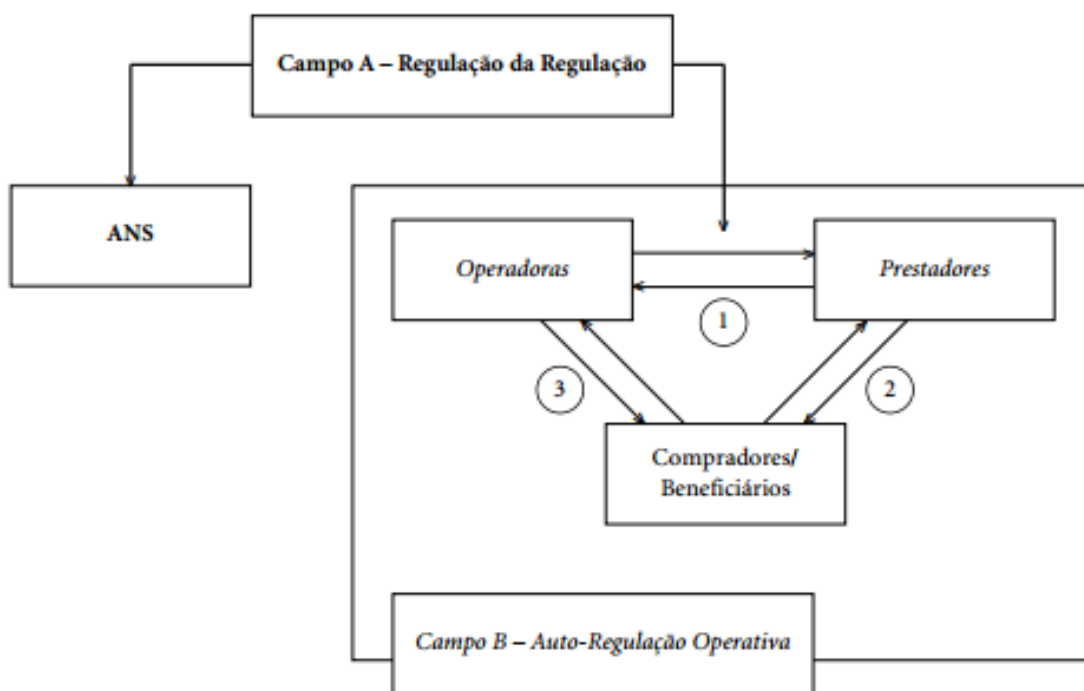 Campo A – Regulação da Regulação
ANS
Operadoras
Prestadores
1
3
2
Compradores/
Beneficiários
Campo B – Auto-Regulação Operativa